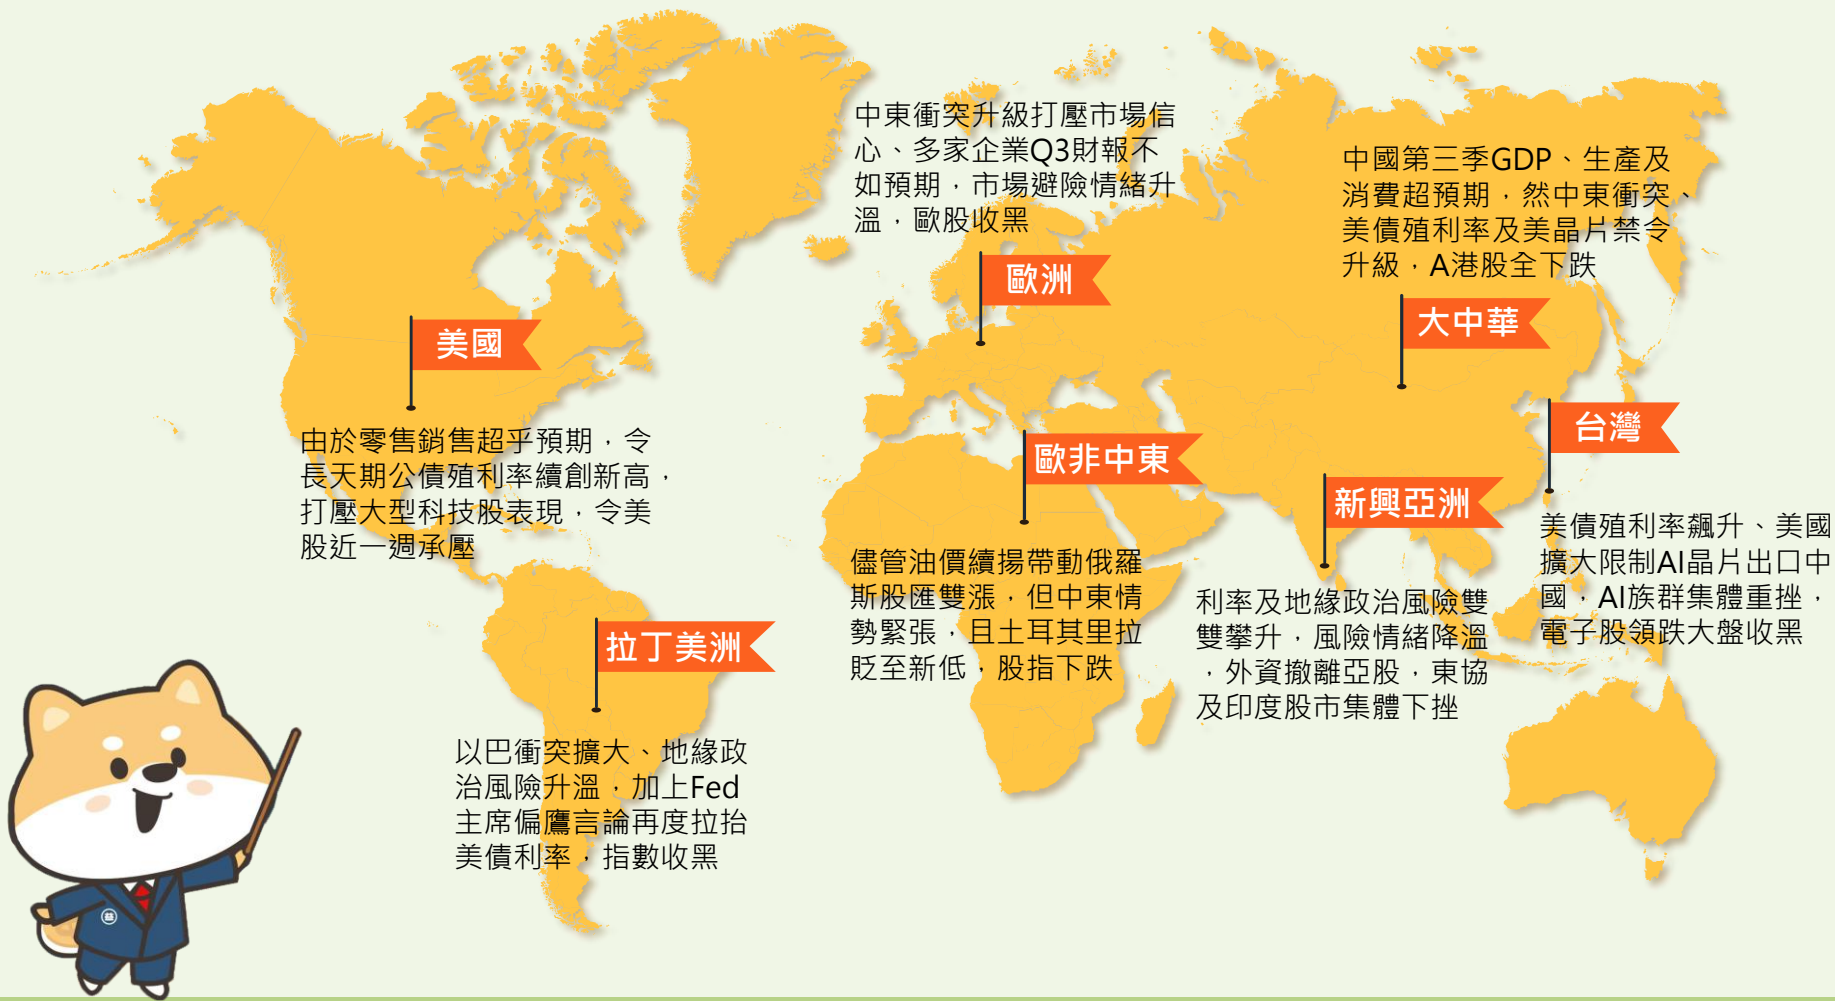 中東衝突升級打壓市場信
心、多家企業Q3財報不
如預期，市場避險情緒升
溫，歐股收黑
歐洲
中國第三季GDP、生產及
消費超預期，然中東衝突、
美債殖利率及美晶片禁令
升級，A港股全下跌
大中華
美國
由於零售銷售超乎預期，令
長天期公債殖利率續創新高，
打壓大型科技股表現，令美
股近一週承壓
歐非中東
儘管油價續揚帶動俄羅
斯股匯雙漲，但中東情
勢緊張，且土耳其里拉
貶至新低，股指下跌
新興亞洲
利率及地緣政治風險雙
雙攀升，風險情緒降溫
，外資撤離亞股，東協
及印度股市集體下挫
台灣
美債殖利率飆升、美國
擴大限制AI晶片出口中
國，AI族群集體重挫，
電子股領跌大盤收黑
拉丁美洲
以巴衝突擴大、地緣政
治風險升溫，加上Fed
主席偏鷹言論再度拉抬
美債利率，指數收黑